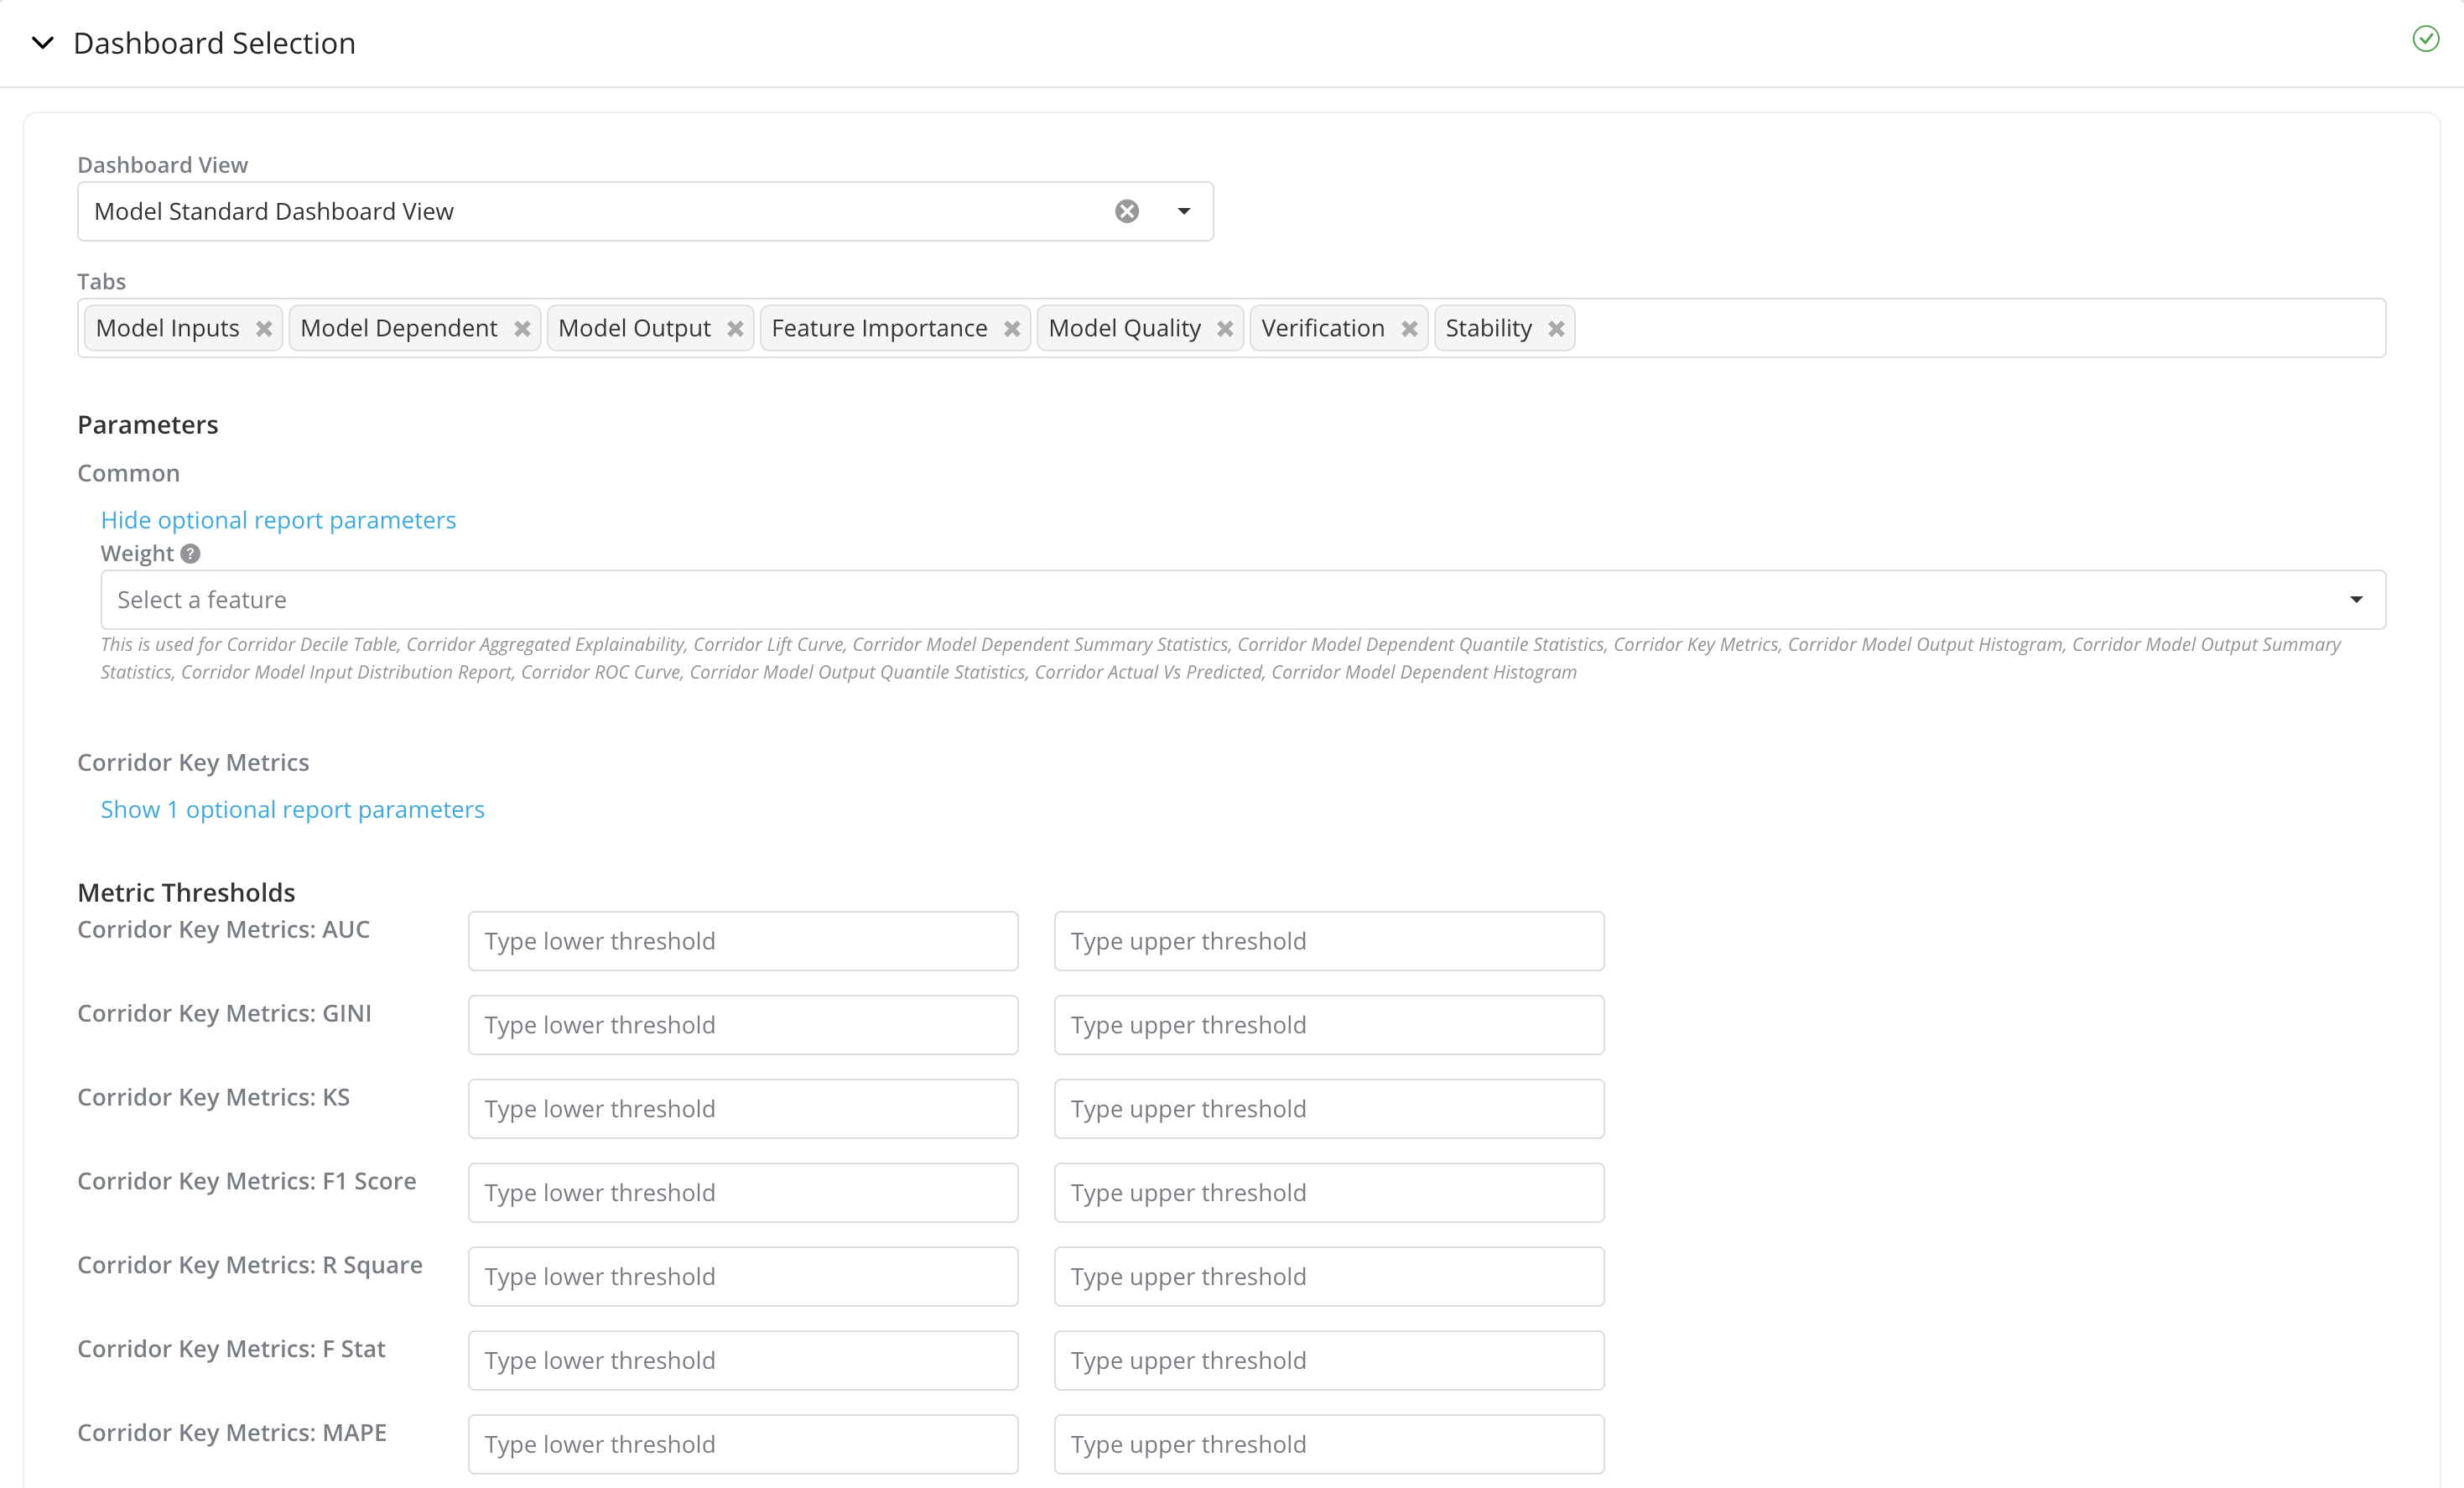 Dashboard Selection
Dashboard View
Model Standard Dashboard View
Tabs
Model Inputs Model Dependent Model Output Feature Importance Model Quality Verification Stability
Parameters
Common
Hide optional report parameters
Weight ?
Select a feature
This is used for Corridor Decile Table, Corridor Aggregated Explainability, Corridor Lift Curve, Corridor Model Dependent Summary Statistics, Corridor Model Dependent Quantile Statistics, Corridor Key Metrics, Corridor Model Output Histogram, Corridor Model Output Summary
Statistics, Corridor Model Input Distribution Report, Corridor ROC Curve, Corridor Model Output Quantile Statistics, Corridor Actual Vs Predicted, Corridor Model Dependent Histogram
Corridor Key Metrics
Show 1 optional report parameters
Metric Thresholds
Corridor Key Metrics: AUC Type lower threshold Type upper threshold
Corridor Key Metrics: GINI Type lower threshold Type upper threshold
Corridor Key Metrics: KS Type lower threshold Type upper threshold
Corridor Key Metrics: F1 Score Type lower threshold Type upper threshold
Corridor Key Metrics: R Square Type lower threshold Type upper threshold
Corridor Key Metrics: F Stat Type lower threshold Type upper threshold
Corridor Key Metrics: MAPE Type lower threshold Type upper threshold